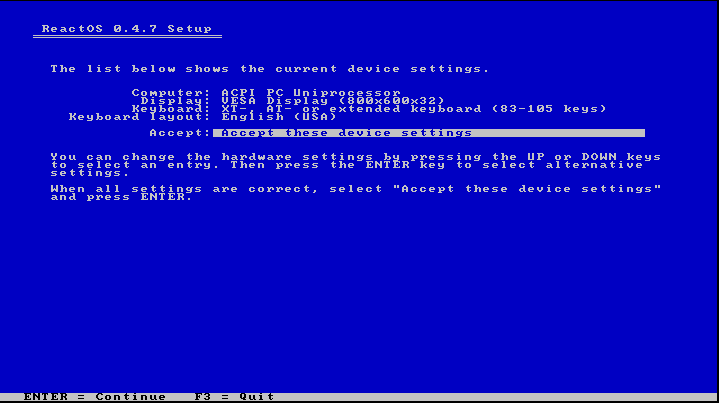 ReactOS 0.4.7 Setup
The list below shows the current device settings.
Computer: ACPI PC Uniprocessor
Display: VESA Display (800x600x32)
Keyboard: XT-, AT- or extended keyboard (83-105 keys)
Keyboard layout: English (USA)
Accept: Accept these device settings
You can change the hardware settings by pressing the UP or DOWN keys
to select an entry. Then press the ENTER key to select alternative
settings.
When all settings are correct, select "Accept these device settings"
and press ENTER.
ENTER = Continue   F3 = Quit